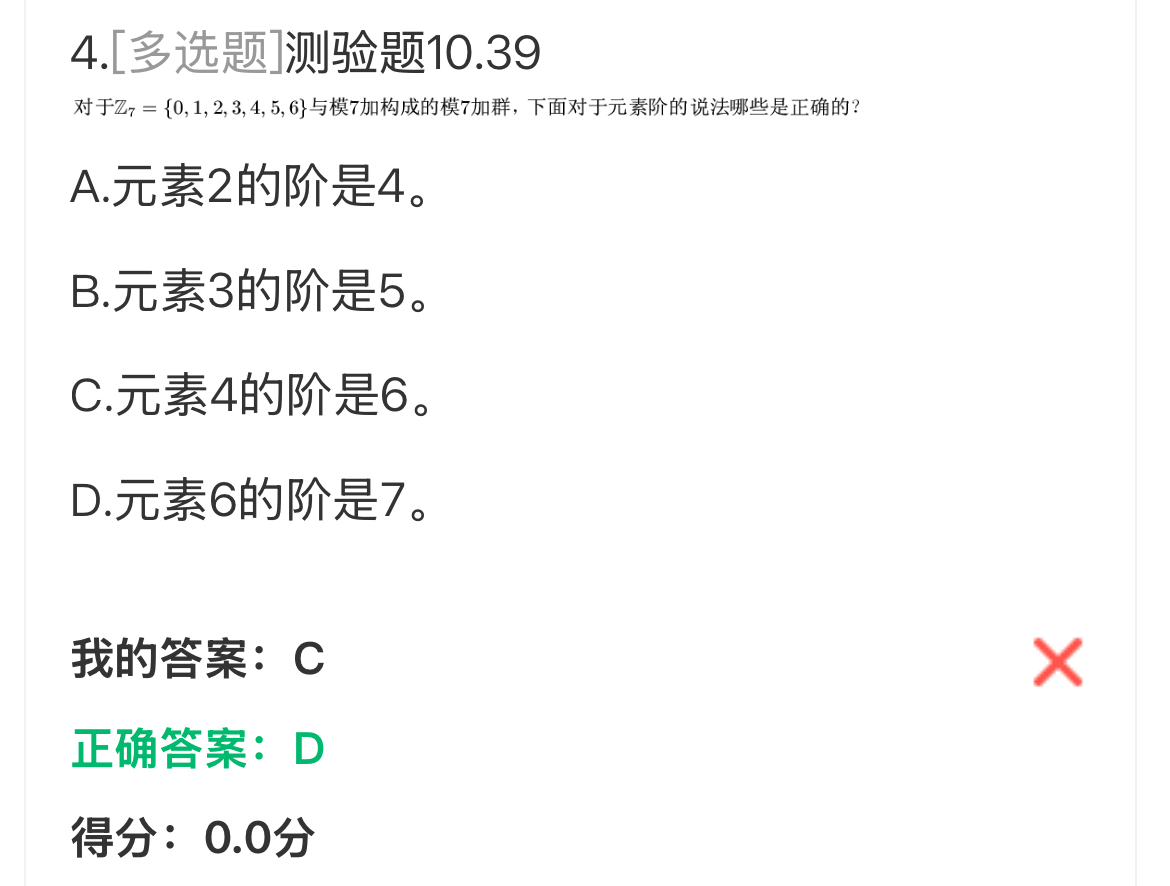 4.[多选题]测验题10.39
对于ℤ₇ = {0, 1, 2, 3, 4, 5, 6}与模7加构成的模7加群，下面对于元素阶的说法哪些是正确的？
A.元素2的阶是4。
B.元素3的阶是5。
C.元素4的阶是6。
D.元素6的阶是7。
我的答案：C
正确答案：D
得分：0.0分